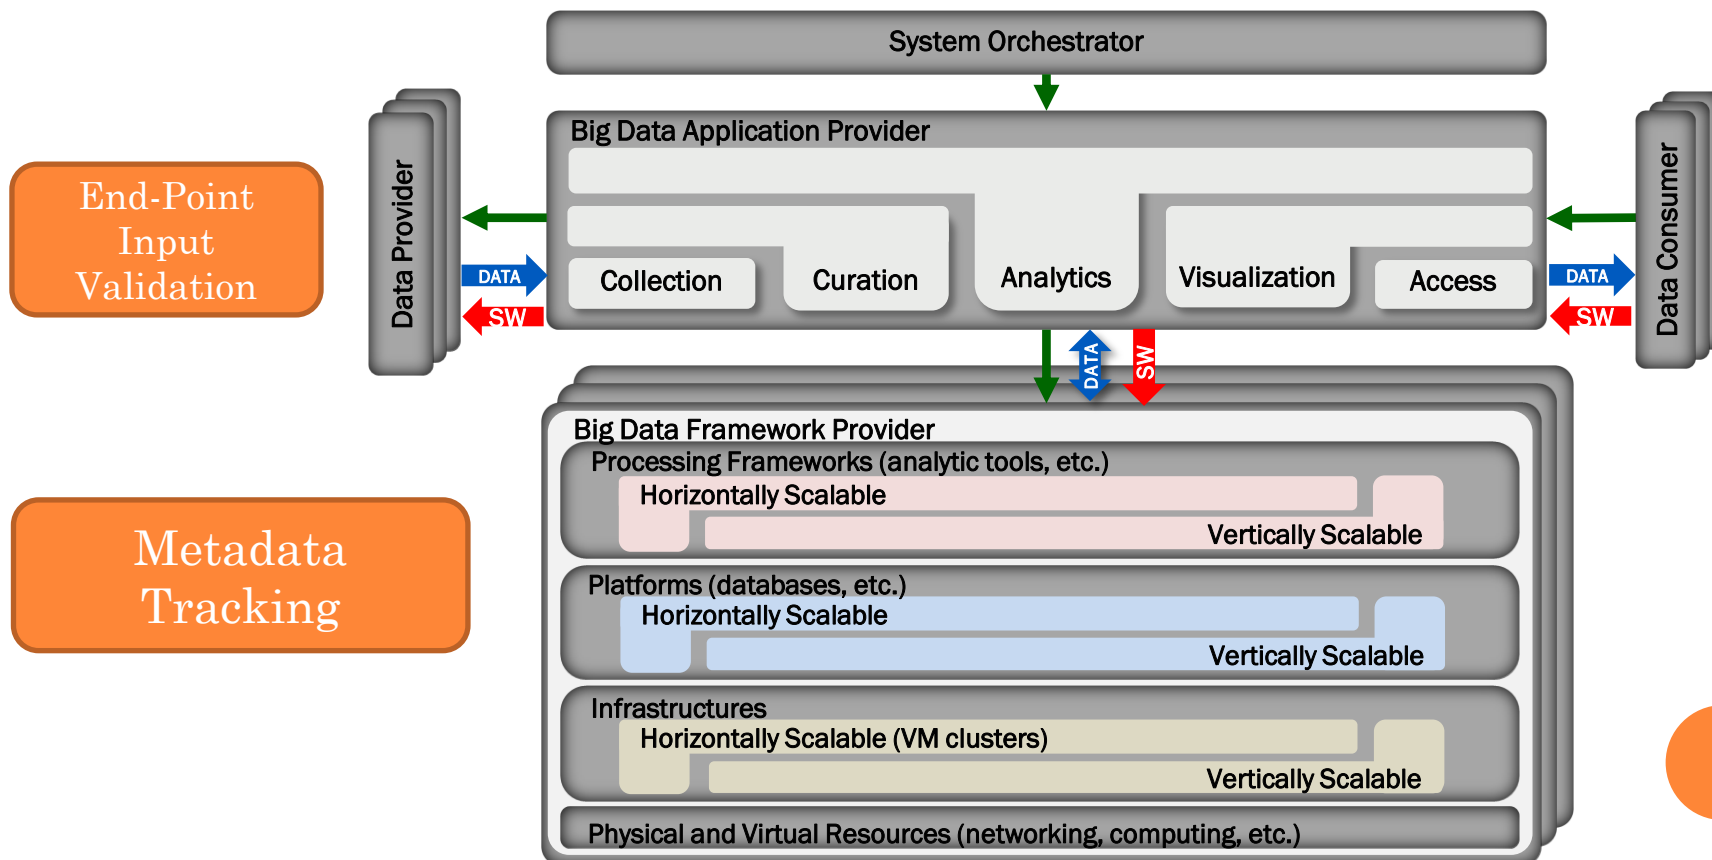 System Orchestrator
Big Data Application Provider
End-Point
Input
Validation
Data Provider
DATA
SW
Collection
Curation
Analytics
Visualization
Access
DATA
SW
Data Consumer
DATA
SW
Big Data Framework Provider
Processing Frameworks (analytic tools, etc.)
Horizontally Scalable
Vertically Scalable
Metadata
Tracking
Platforms (databases, etc.)
Horizontally Scalable
Vertically Scalable
Infrastructures
Horizontally Scalable (VM clusters)
Vertically Scalable
Physical and Virtual Resources (networking, computing, etc.)